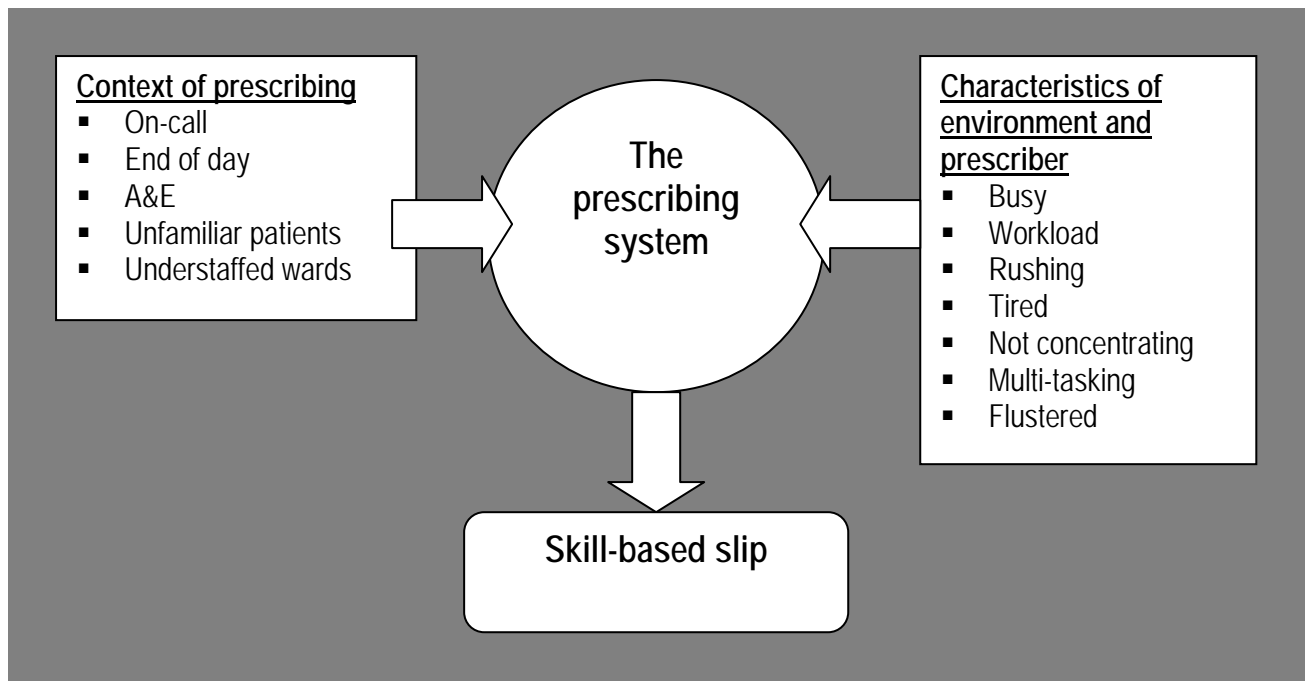 Context of prescribing
▪ On-call
▪ End of day
▪ A&E
▪ Unfamiliar patients
▪ Understaffed wards
The
prescribing
system
Characteristics of
environment and
prescriber
▪ Busy
▪ Workload
▪ Rushing
▪ Tired
▪ Not concentrating
▪ Multi-tasking
▪ Flustered
Skill-based slip